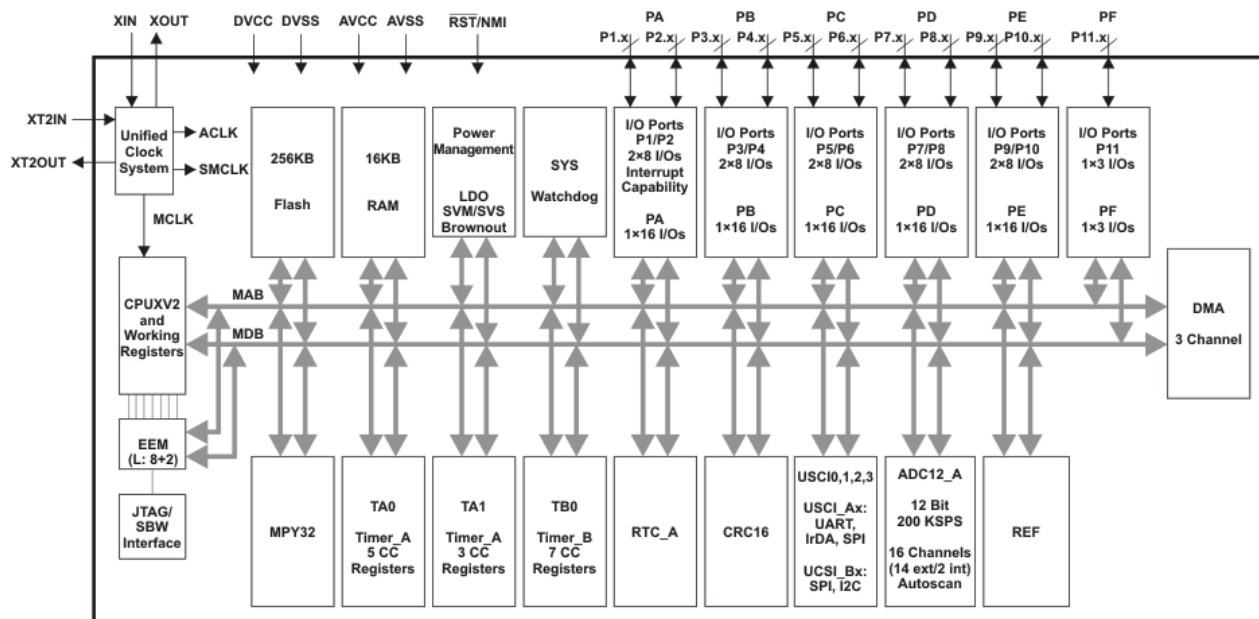 XIN XOUT DVCC DVSS AVCC AVSS RST/NMI PA PB PC PD PE PF
P1.x P2.x P3.x P4.x P5.x P6.x P7.x P8.x P9.x P10.x P11.x
XT2IN
XT2OUT
Unified
Clock
System
ACLK
SMCLK
MCLK
256KB
Flash
16KB
RAM
Power
Management
LDO
SVM/SVS
Brownout
SYS
Watchdog
I/O Ports
P1/P2
2×8 I/Os
Interrupt
Capability
PA
1×16 I/Os
I/O Ports
P3/P4
2×8 I/Os
PB
1×16 I/Os
I/O Ports
P5/P6
2×8 I/Os
PC
1×16 I/Os
I/O Ports
P7/P8
2×8 I/Os
PD
1×16 I/Os
I/O Ports
P9/P10
2×8 I/Os
PE
1×16 I/Os
I/O Ports
P11
1×3 I/Os
PF
1×3 I/Os
CPUXV2
and
Working
Registers
MAB
MDB
DMA
3 Channel
EEM
(L: 8+2)
JTAG/
SBW
Interface
MPY32
TA0
Timer_A
5 CC
Registers
TA1
Timer_A
3 CC
Registers
TB0
Timer_B
7 CC
Registers
RTC_A
CRC16
USCI0,1,2,3
USCI_Ax:
UART,
IrDA, SPI
UCSI_Bx:
SPI, I2C
ADC12_A
12 Bit
200 KSPS
16 Channels
(14 ext/2 int)
Autoscan
REF